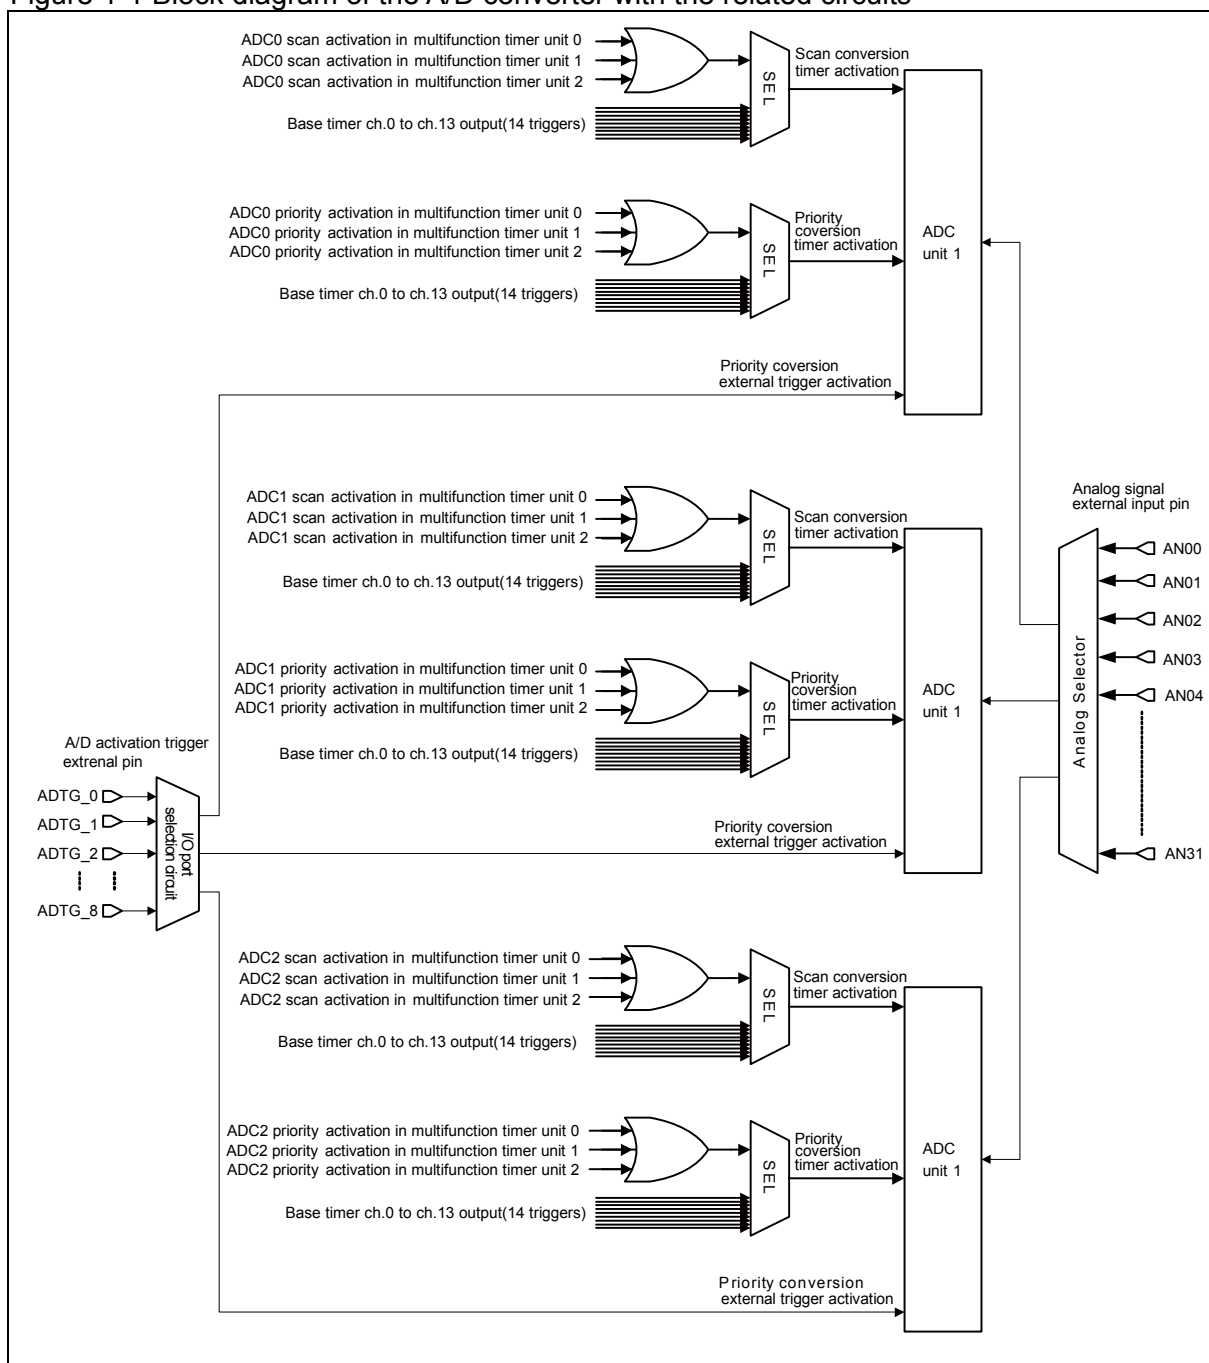 Figure 1-1 Block diagram of the A/D converter with the related circuits
ADC0 scan activation in multifunction timer unit 0
ADC0 scan activation in multifunction timer unit 1
ADC0 scan activation in multifunction timer unit 2
Base timer ch.0 to ch.13 output(14 triggers)
SEL
Scan conversion
timer activation
ADC0 priority activation in multifunction timer unit 0
ADC0 priority activation in multifunction timer unit 1
ADC0 priority activation in multifunction timer unit 2
Base timer ch.0 to ch.13 output(14 triggers)
SEL
Priority
coversion
timer activation
ADC
unit 1
Priority coversion
external trigger activation
ADC1 scan activation in multifunction timer unit 0
ADC1 scan activation in multifunction timer unit 1
ADC1 scan activation in multifunction timer unit 2
Base timer ch.0 to ch.13 output(14 triggers)
SEL
Scan conversion
timer activation
ADC1 priority activation in multifunction timer unit 0
ADC1 priority activation in multifunction timer unit 1
ADC1 priority activation in multifunction timer unit 2
Base timer ch.0 to ch.13 output(14 triggers)
SEL
Priority
coversion
timer activation
ADC
unit 1
Priority coversion
external trigger activation
Analog signal
external input pin
Analog Selector
AN00
AN01
AN02
AN03
AN04
AN31
A/D activation trigger
extrenal pin
ADTG_0
ADTG_1
ADTG_2
ADTG_8
I/O port
selection circuit
ADC2 scan activation in multifunction timer unit 0
ADC2 scan activation in multifunction timer unit 1
ADC2 scan activation in multifunction timer unit 2
Base timer ch.0 to ch.13 output(14 triggers)
SEL
Scan conversion
timer activation
ADC2 priority activation in multifunction timer unit 0
ADC2 priority activation in multifunction timer unit 1
ADC2 priority activation in multifunction timer unit 2
Base timer ch.0 to ch.13 output(14 triggers)
SEL
Priority
coversion
timer activation
ADC
unit 1
Priority conversion
external trigger activation